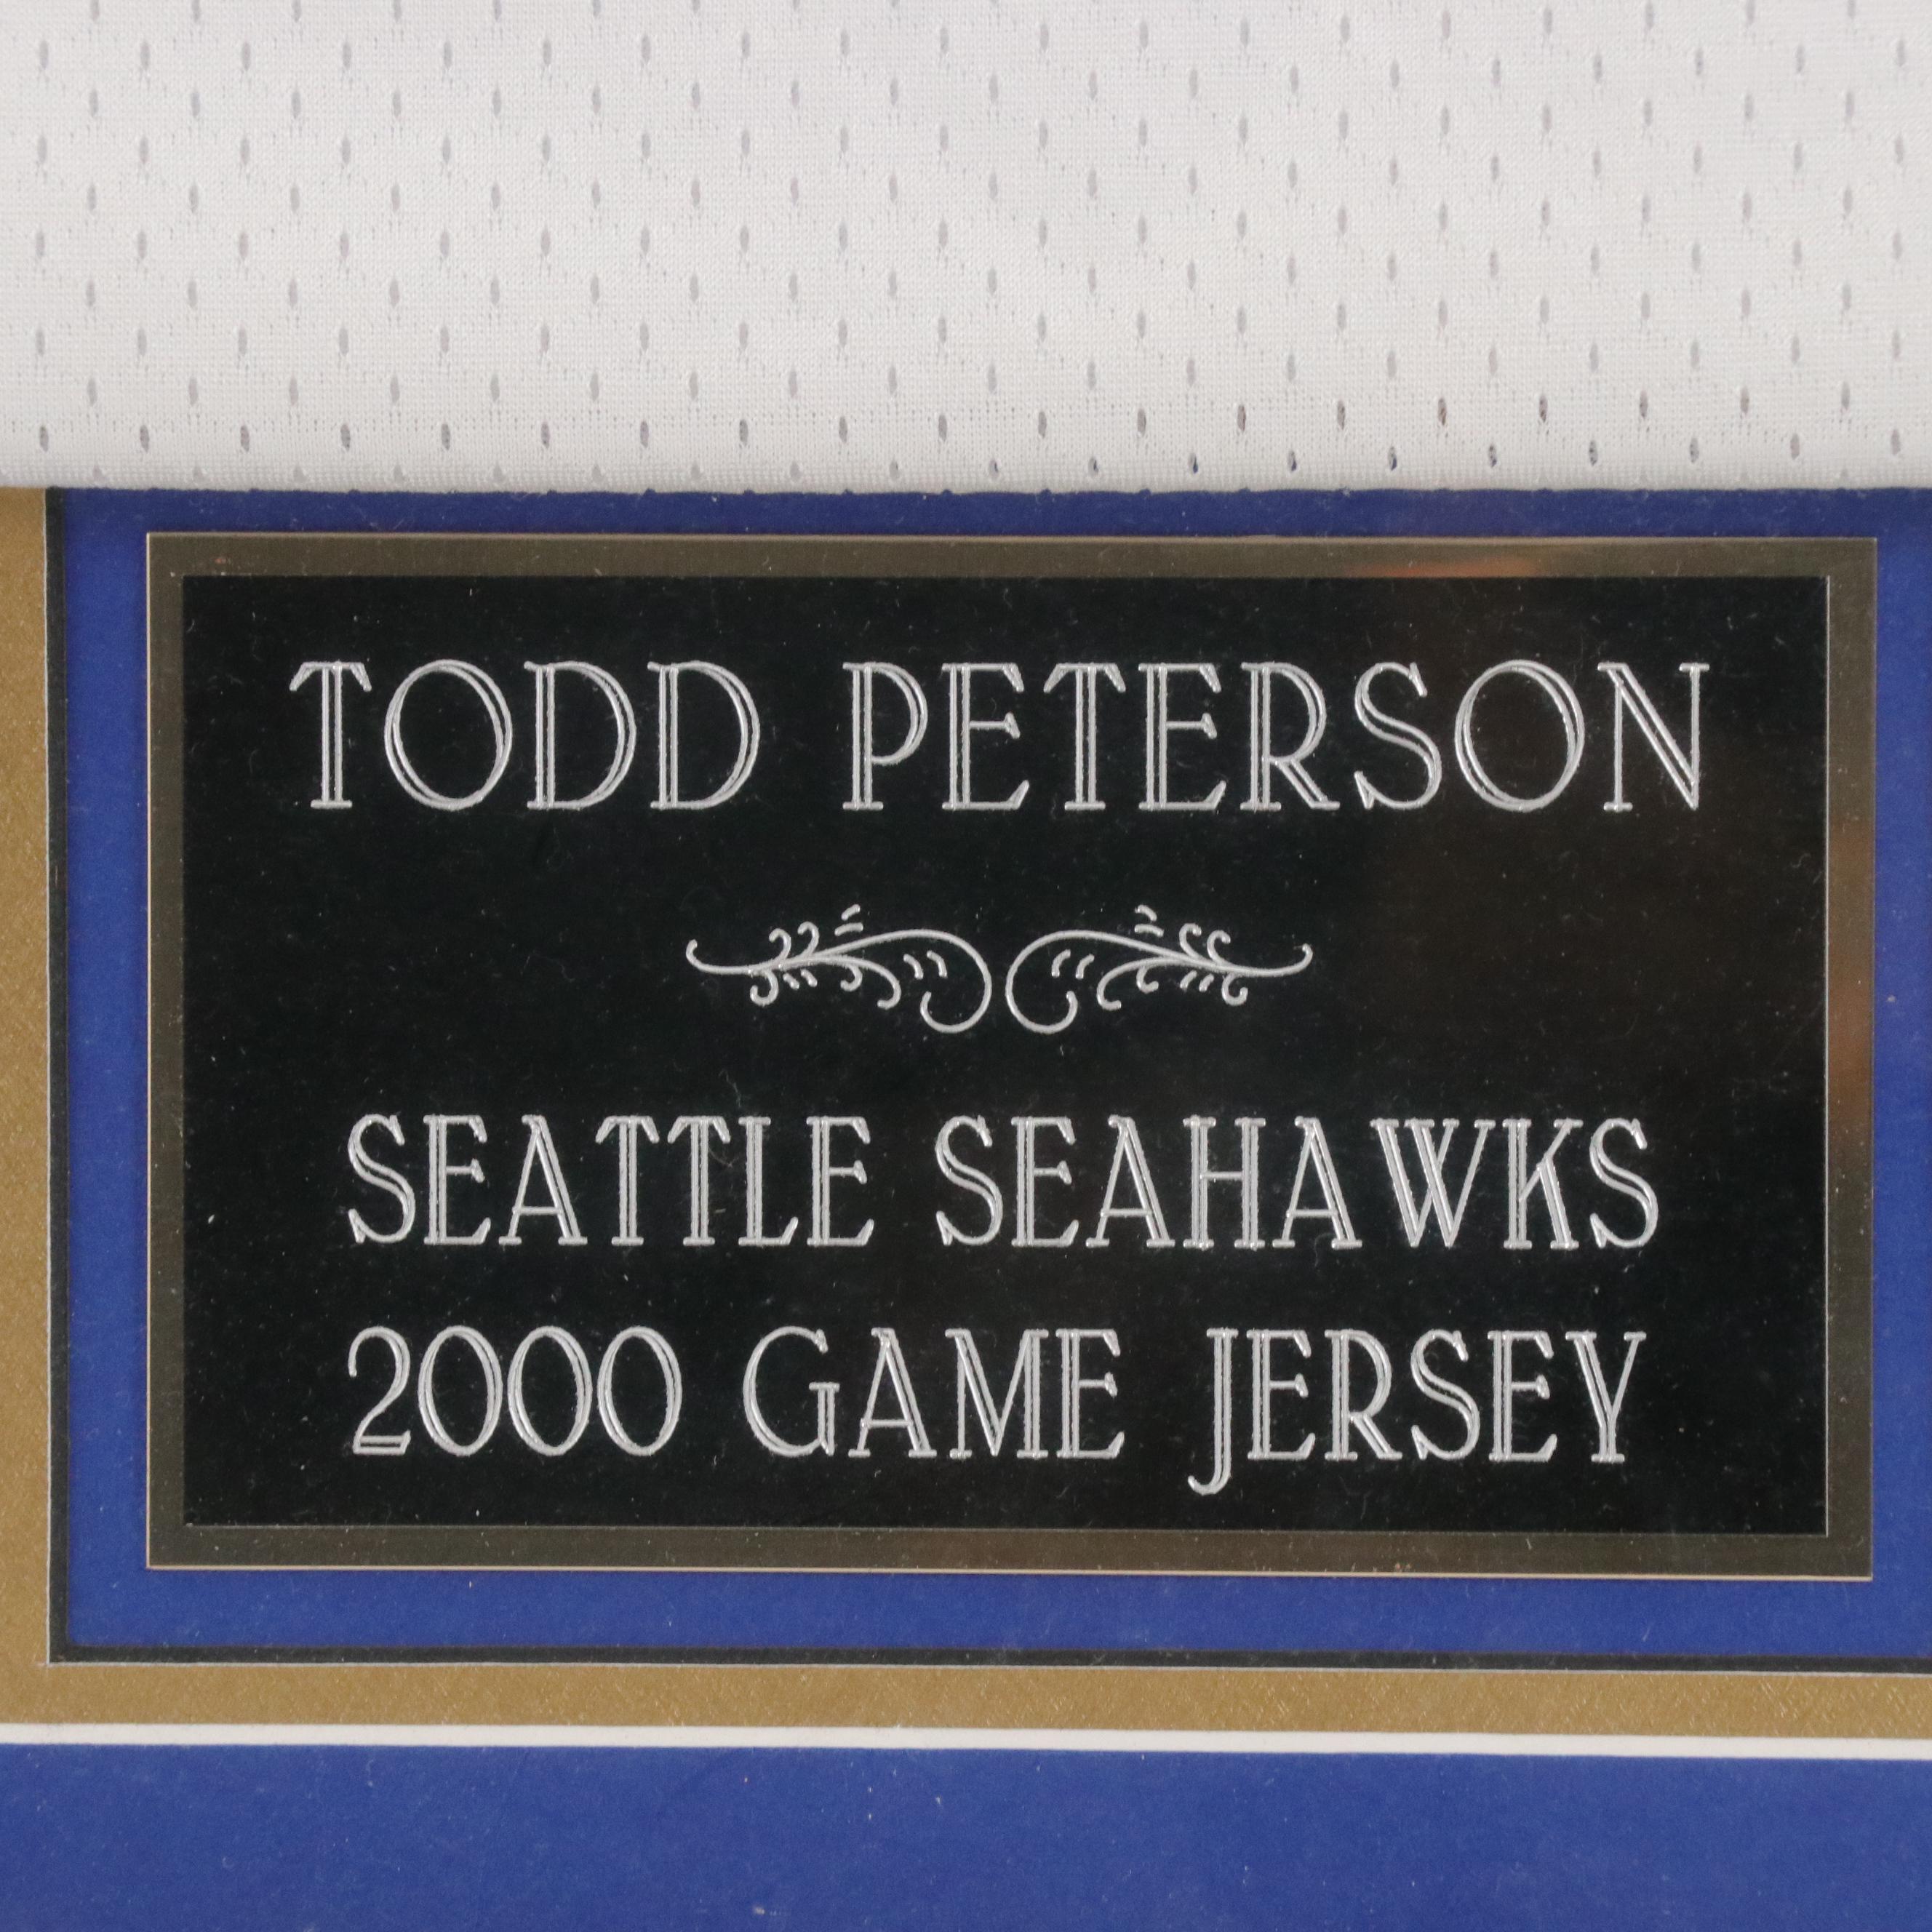 TODD PETERSON
SEATTLE SEAHAWKS
2000 GAME JERSEY